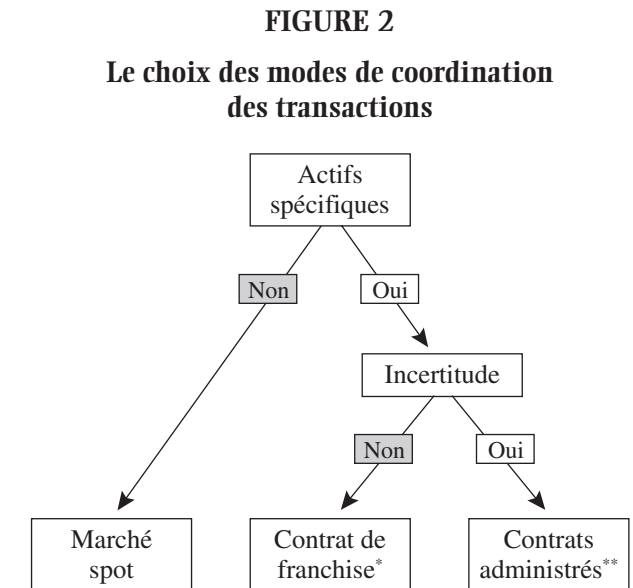 FIGURE 2
Le choix des modes de coordination
des transactions
Actifs
spécifiques
Non
Oui
Incertitude
Non
Oui
Marché
spot
Contrat de
franchise*
Contrats
administrés**